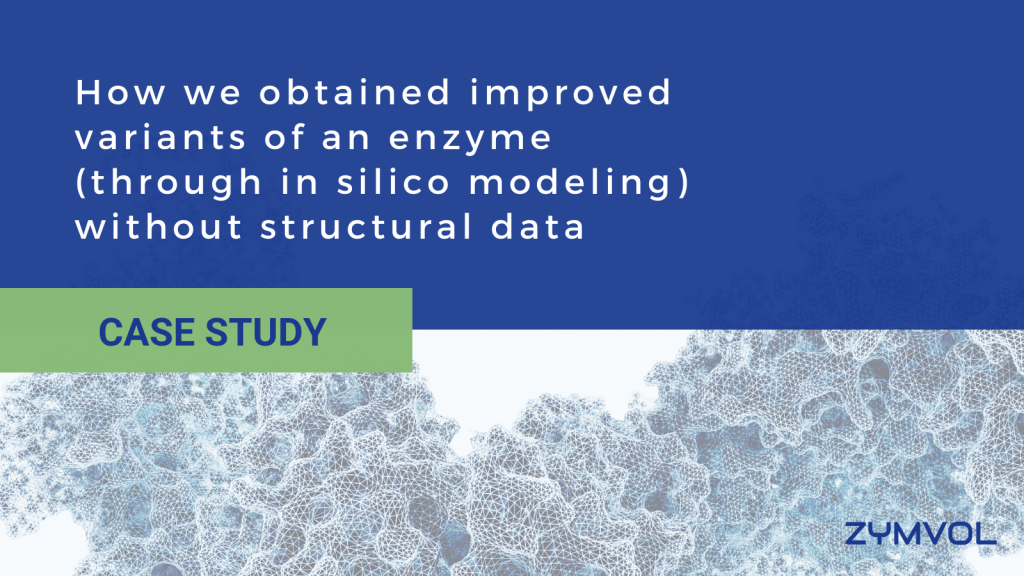 How we obtained improved
variants of an enzyme
(through in silico modeling)
without structural data
CASE STUDY
ZYMVOL